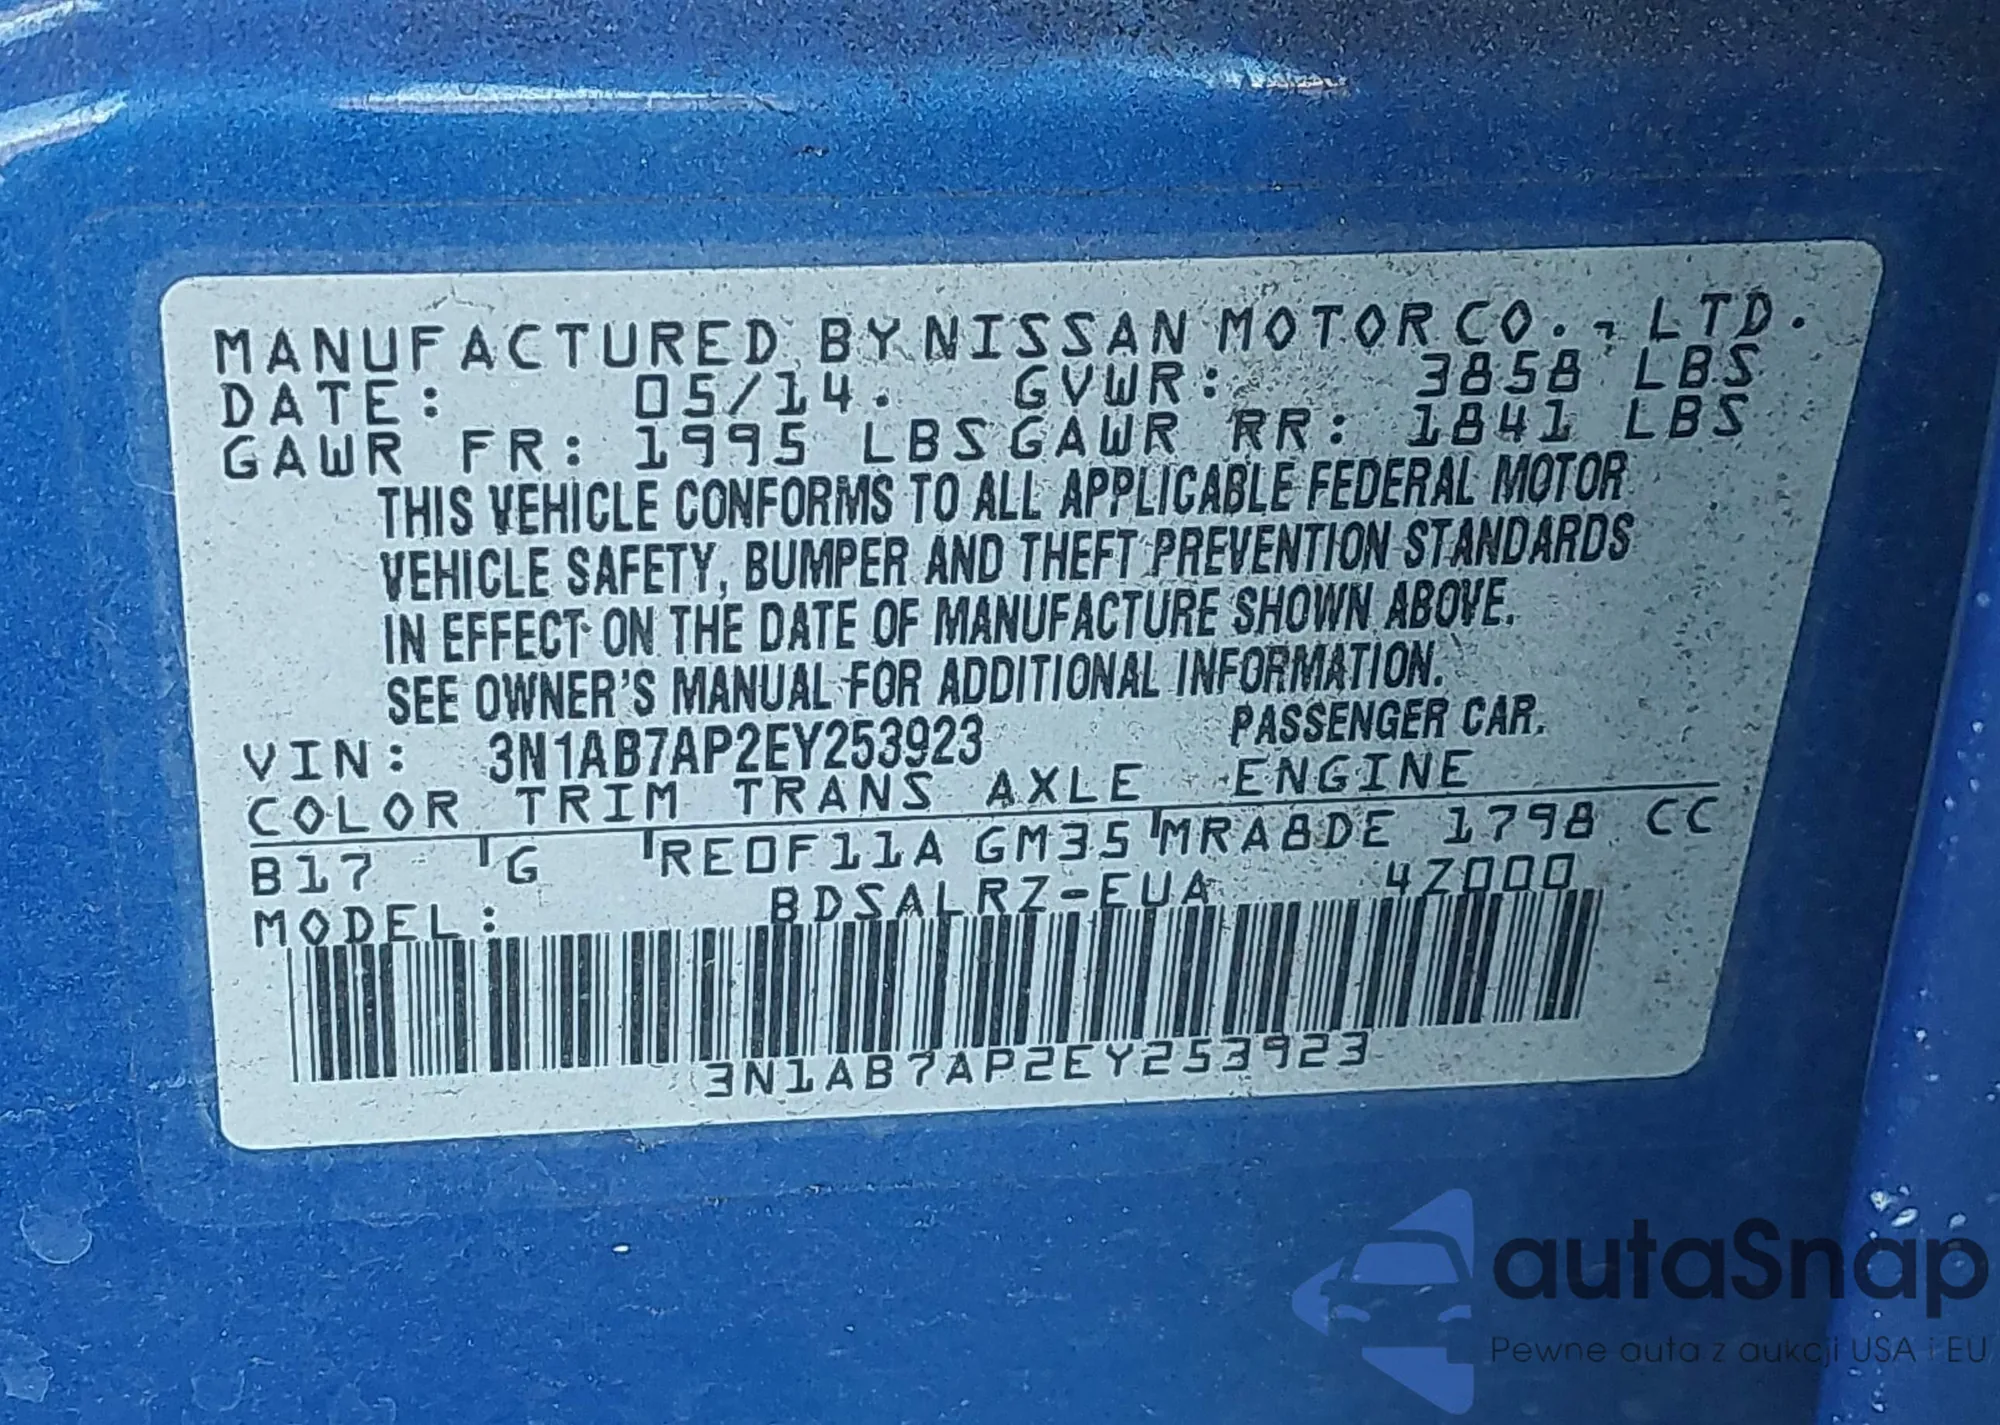 MANUFACTURED BY NISSAN MOTOR CO., LTD.
DATE: 05/14. GVWR: 3858 LBS
GAWR FR: 1995 LBS GAWR RR: 1841 LBS
THIS VEHICLE CONFORMS TO ALL APPLICABLE FEDERAL MOTOR
VEHICLE SAFETY, BUMPER AND THEFT PREVENTION STANDARDS
IN EFFECT ON THE DATE OF MANUFACTURE SHOWN ABOVE.
SEE OWNER'S MANUAL FOR ADDITIONAL INFORMATION.
VIN: 3N1AB7AP2EY253923 PASSENGER CAR.
COLOR TRIM TRANS AXLE ENGINE
B17 G RE0F11A GM35 MRA8DE 1798 CC
MODEL: BDSALRZ-EUA 4Z000
3N1AB7AP2EY253923
autaSnap
Pewne auta z aukcji USA i EU